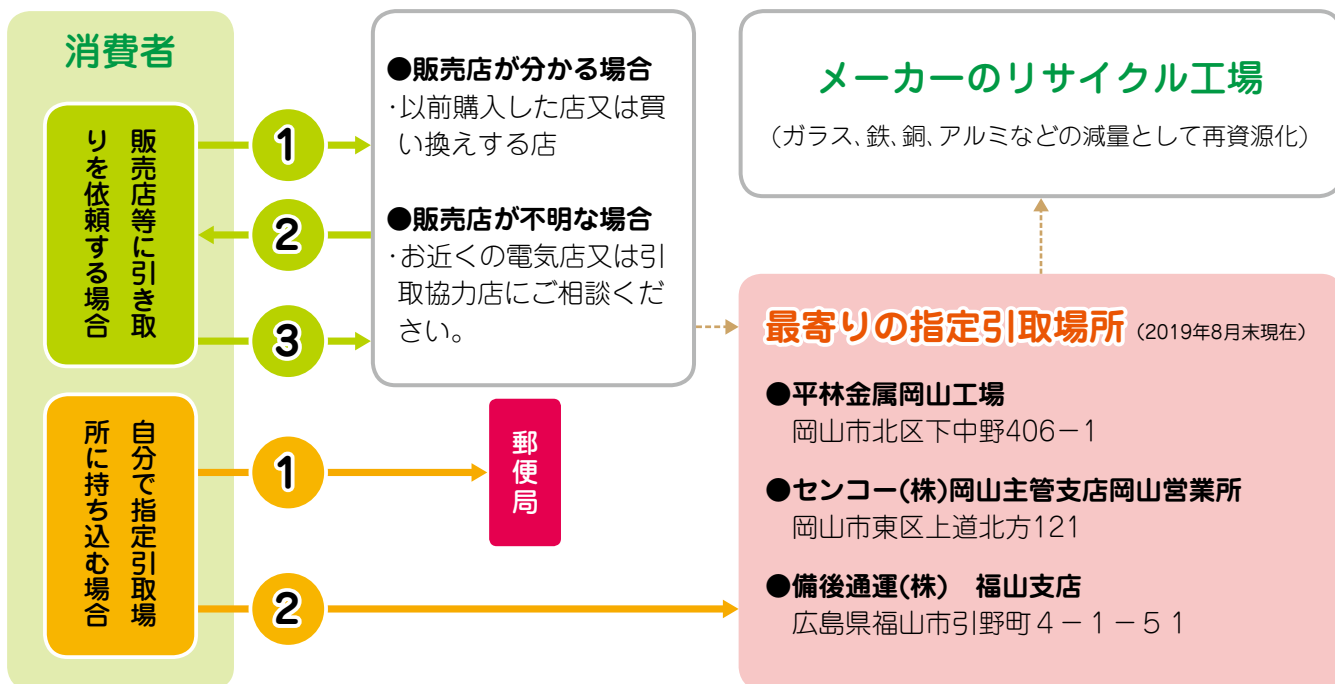 消費者
販売店等に引き取
りを依頼する場合
1
2
3
●販売店が分かる場合
・以前購入した店又は買
い換えする店
●販売店が不明な場合
・お近くの電気店又は引
取協力店にご相談くだ
さい。
自分で指定引取場
所に持ち込む場合
1
郵便局
2
メーカーのリサイクル工場
（ガラス、鉄、銅、アルミなどの減量として再資源化）
最寄りの指定引取場所（2019年8月末現在）
●平林金属岡山工場
岡山市北区下中野406－1
●センコー(株)岡山主管支店岡山営業所
岡山市東区上道北方121
●備後通運(株)　福山支店
広島県福山市引野町４－１－５１